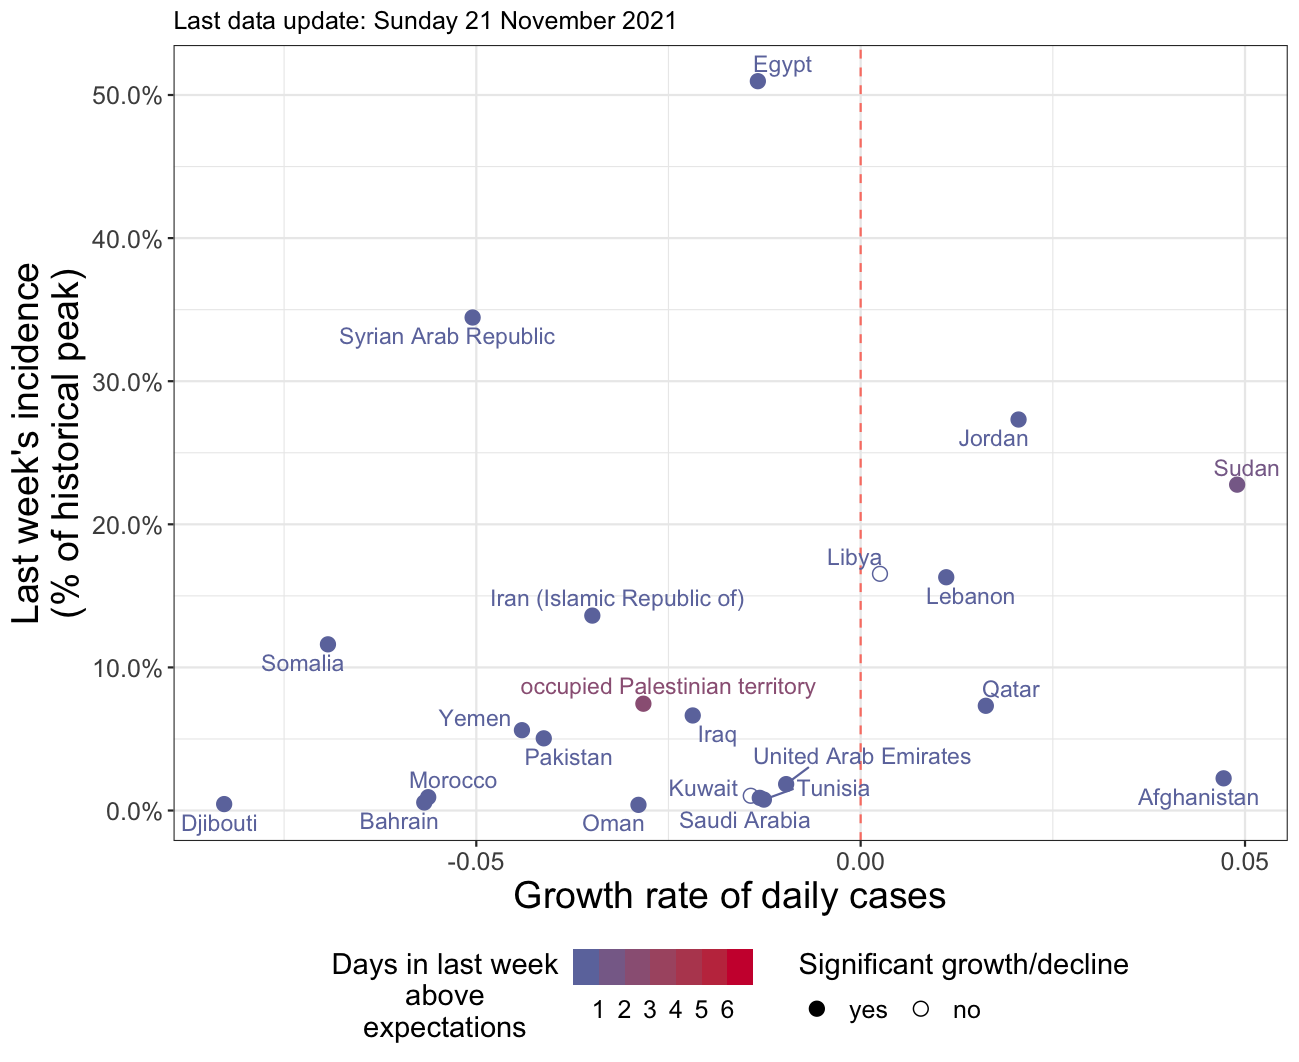 Last data update: Sunday 21 November 2021
Egypt
50.0%
40.0%
Syrian Arab Republic
30.0%
Jordan
Sudan
20.0%
Libya
Lebanon
Iran (Islamic Republic of)
Somalia
10.0%
occupied Palestinian territory
Qatar
Yemen
Iraq
Pakistan
United Arab Emirates
Morocco
Kuwait
Tunisia
Afghanistan
0.0%
Djibouti
Bahrain
Oman
Saudi Arabia
Last week's incidence
(% of historical peak)
-0.05
0.00
0.05
Growth rate of daily cases
Days in last week
above
expectations
1 2 3 4 5 6
Significant growth/decline
yes
no